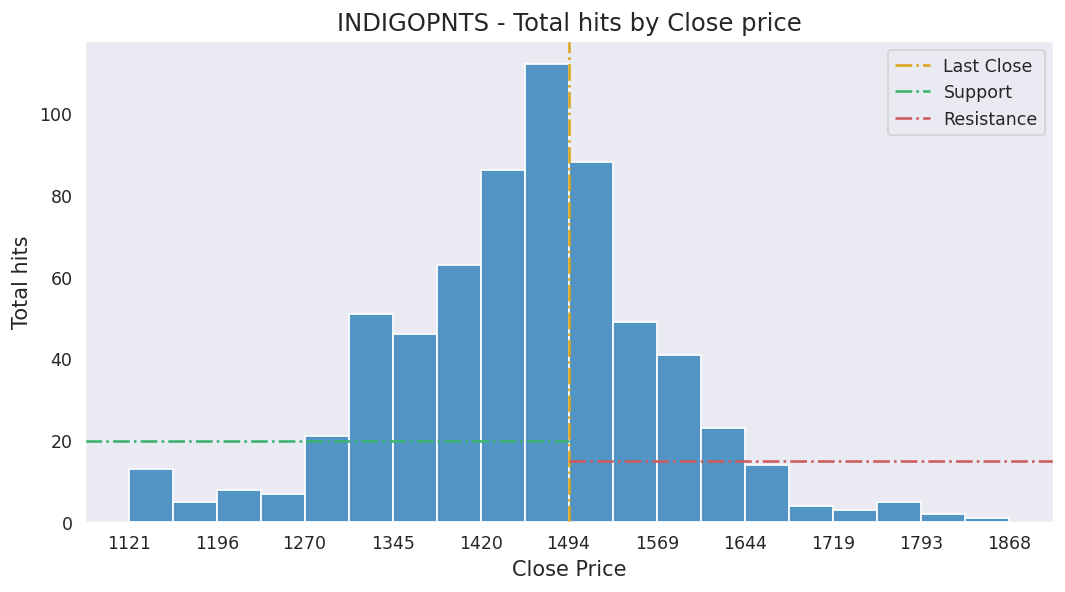 INDIGOPNTS - Total hits by Close price
Last Close
Support
Resistance
Total hits
100
80
60
40
20
0
1121 1196 1270 1345 1420 1494 1569 1644 1719 1793 1868
Close Price